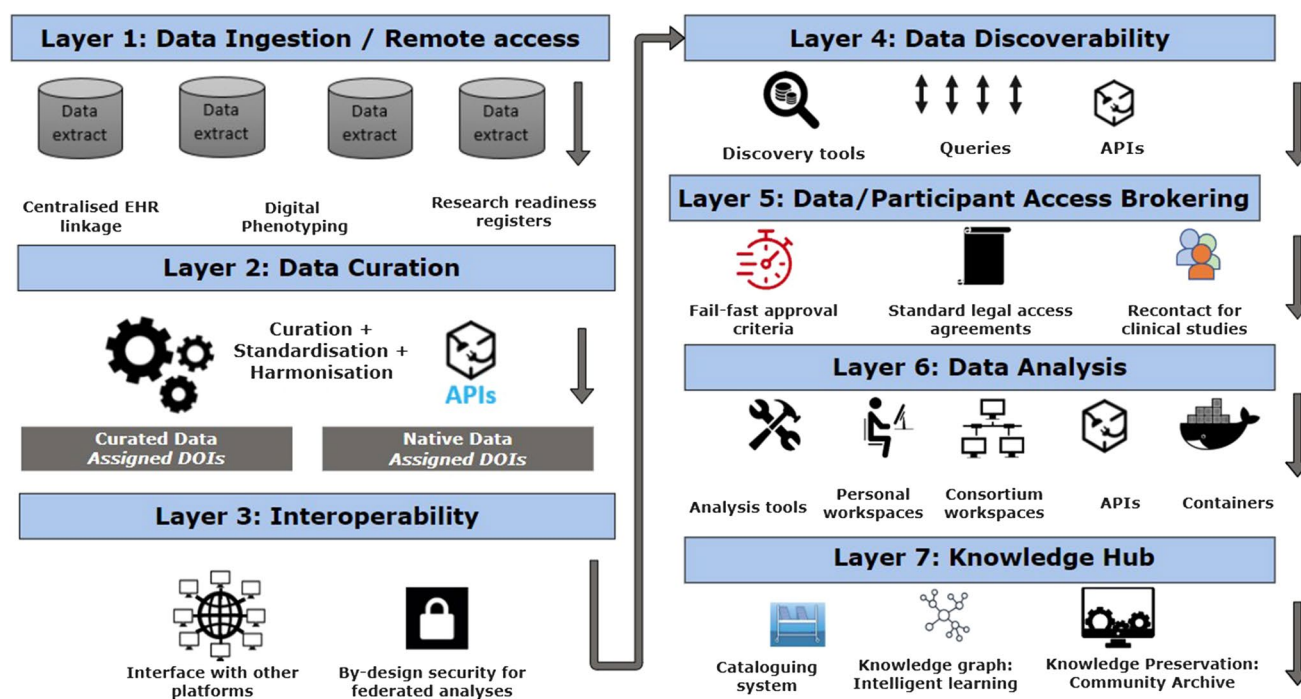 Layer 1: Data Ingestion / Remote access
Data
extract
Data
extract
Data
extract
Data
extract
Centralised EHR
linkage
Digital
Phenotyping
Research readiness
registers
Layer 2: Data Curation
Curation +
Standardisation +
Harmonisation
APIs
Curated Data
Assigned DOIs
Native Data
Assigned DOIs
Layer 3: Interoperability
Interface with other
platforms
By-design security for
federated analyses
Layer 4: Data Discoverability
Discovery tools
Queries
APIs
Layer 5: Data/Participant Access Brokering
Fail-fast approval
criteria
Standard legal access
agreements
Recontact for
clinical studies
Layer 6: Data Analysis
Analysis tools
Personal
workspaces
Consortium
workspaces
APIs
Containers
Layer 7: Knowledge Hub
Cataloguing
system
Knowledge graph:
Intelligent learning
Knowledge Preservation:
Community Archive